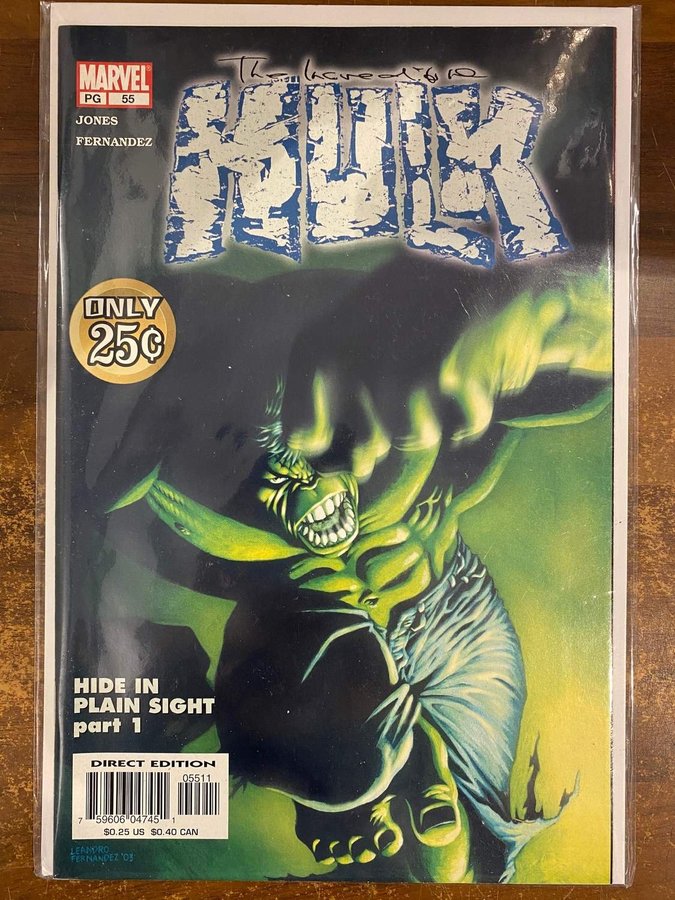 The Incredible
HULK
MARVEL
PG 55
JONES
FERNANDEZ
ONLY
25¢
HIDE IN
PLAIN SIGHT
part 1
DIRECT EDITION
05511
7 59606 04745 1
$0.25 US $0.40 CAN
LEANDRO
FERNANDEZ '03